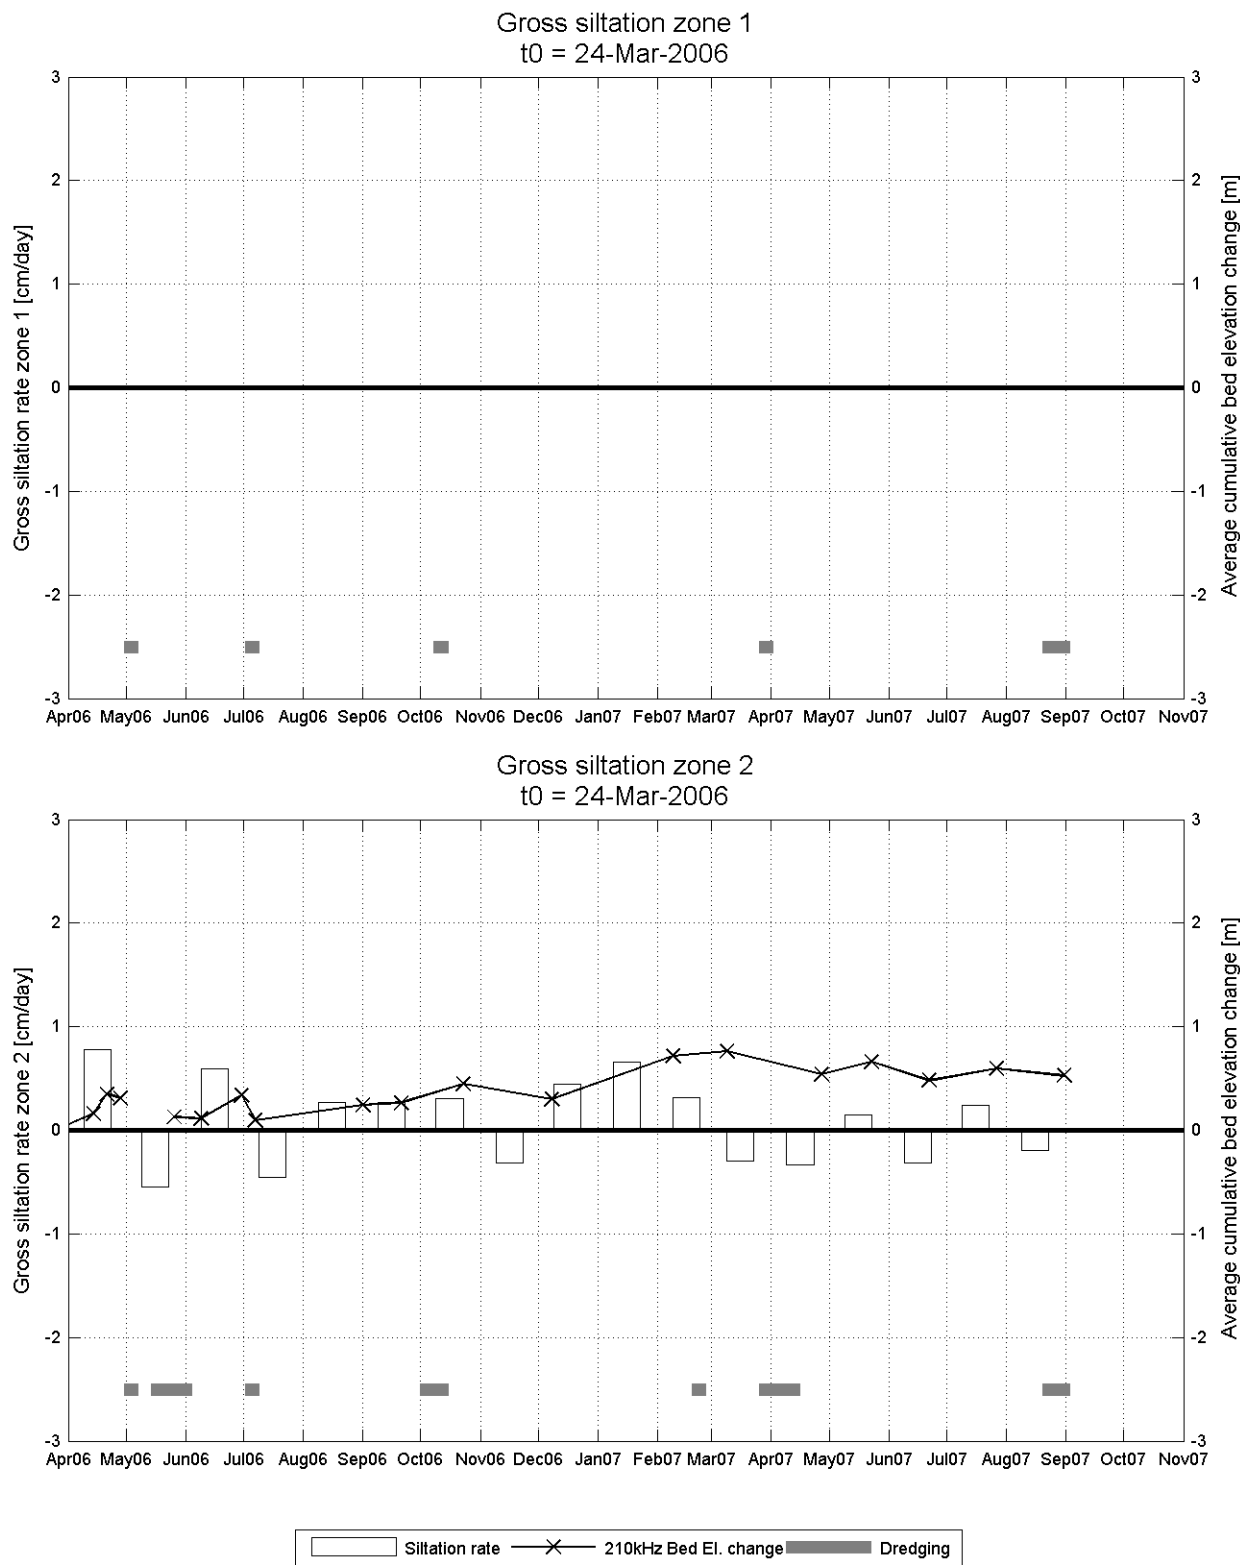 Gross siltation zone 1
t0 = 24-Mar-2006
Gross siltation rate zone 1 [cm/day]
3
2
1
0
-1
-2
-3
3
2
1
0
-1
-2
-3
Average cumulative bed elevation change [m]
Apr06 May06 Jun06 Jul06 Aug06 Sep06 Oct06 Nov06 Dec06 Jan07 Feb07 Mar07 Apr07 May07 Jun07 Jul07 Aug07 Sep07 Oct07 Nov07
Gross siltation zone 2
t0 = 24-Mar-2006
Gross siltation rate zone 2 [cm/day]
3
2
1
0
-1
-2
-3
3
2
1
0
-1
-2
-3
Average cumulative bed elevation change [m]
Apr06 May06 Jun06 Jul06 Aug06 Sep06 Oct06 Nov06 Dec06 Jan07 Feb07 Mar07 Apr07 May07 Jun07 Jul07 Aug07 Sep07 Oct07 Nov07
Siltation rate 210kHz Bed El. change Dredging